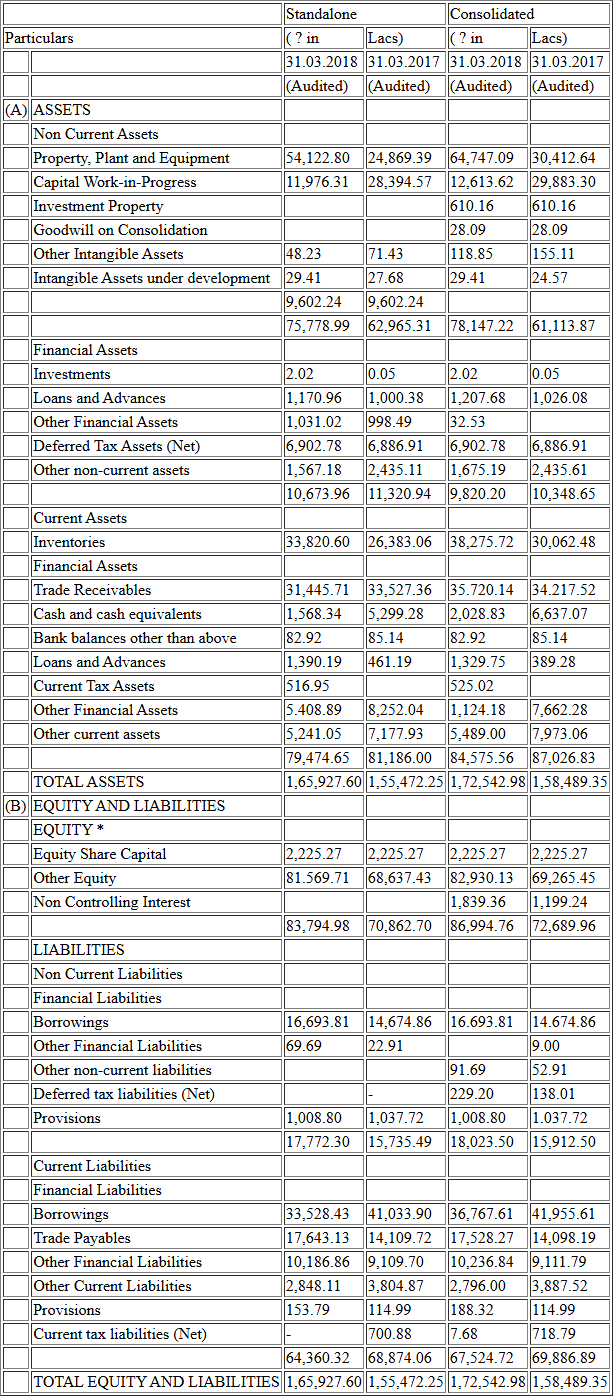 Standalone Consolidated
Particulars ( ? in Lacs) ( ? in Lacs)
31.03.2018 31.03.2017 31.03.2018 31.03.2017
(Audited) (Audited) (Audited) (Audited)
(A) ASSETS
Non Current Assets
Property, Plant and Equipment 54,122.80 24,869.39 64,747.09 30,412.64
Capital Work-in-Progress 11,976.31 28,394.57 12,613.62 29,883.30
Investment Property 610.16 610.16
Goodwill on Consolidation 28.09 28.09
Other Intangible Assets 48.23 71.43 118.85 155.11
Intangible Assets under development 29.41 27.68 29.41 24.57
9,602.24 9,602.24
75,778.99 62,965.31 78,147.22 61,113.87
Financial Assets
Investments 2.02 0.05 2.02 0.05
Loans and Advances 1,170.96 1,000.38 1,207.68 1,026.08
Other Financial Assets 1,031.02 998.49 32.53
Deferred Tax Assets (Net) 6,902.78 6,886.91 6,902.78 6,886.91
Other non-current assets 1,567.18 2,435.11 1,675.19 2,435.61
10,673.96 11,320.94 9,820.20 10,348.65
Current Assets
Inventories 33,820.60 26,383.06 38,275.72 30,062.48
Financial Assets
Trade Receivables 31,445.71 33,527.36 35.720.14 34.217.52
Cash and cash equivalents 1,568.34 5,299.28 2,028.83 6,637.07
Bank balances other than above 82.92 85.14 82.92 85.14
Loans and Advances 1,390.19 461.19 1,329.75 389.28
Current Tax Assets 516.95 525.02
Other Financial Assets 5.408.89 8,252.04 1,124.18 7,662.28
Other current assets 5,241.05 7,177.93 5,489.00 7,973.06
79,474.65 81,186.00 84,575.56 87,026.83
TOTAL ASSETS 1,65,927.60 1,55,472.25 1,72,542.98 1,58,489.35
(B) EQUITY AND LIABILITIES
EQUITY *
Equity Share Capital 2,225.27 2,225.27 2,225.27 2,225.27
Other Equity 81.569.71 68,637.43 82,930.13 69,265.45
Non Controlling Interest 1,839.36 1,199.24
83,794.98 70,862.70 86,994.76 72,689.96
LIABILITIES
Non Current Liabilities
Financial Liabilities
Borrowings 16,693.81 14,674.86 16.693.81 14.674.86
Other Financial Liabilities 69.69 22.91 9.00
Other non-current liabilities 91.69 52.91
Deferred tax liabilities (Net) - 229.20 138.01
Provisions 1,008.80 1,037.72 1,008.80 1.037.72
17,772.30 15,735.49 18,023.50 15,912.50
Current Liabilities
Financial Liabilities
Borrowings 33,528.43 41,033.90 36,767.61 41,955.61
Trade Payables 17,643.13 14,109.72 17,528.27 14,098.19
Other Financial Liabilities 10,186.86 9,109.70 10,236.84 9,111.79
Other Current Liabilities 2,848.11 3,804.87 2,796.00 3,887.52
Provisions 153.79 114.99 188.32 114.99
Current tax liabilities (Net) - 700.88 7.68 718.79
64,360.32 68,874.06 67,524.72 69,886.89
TOTAL EQUITY AND LIABILITIES 1,65,927.60 1,55,472.25 1,72,542.98 1,58,489.35